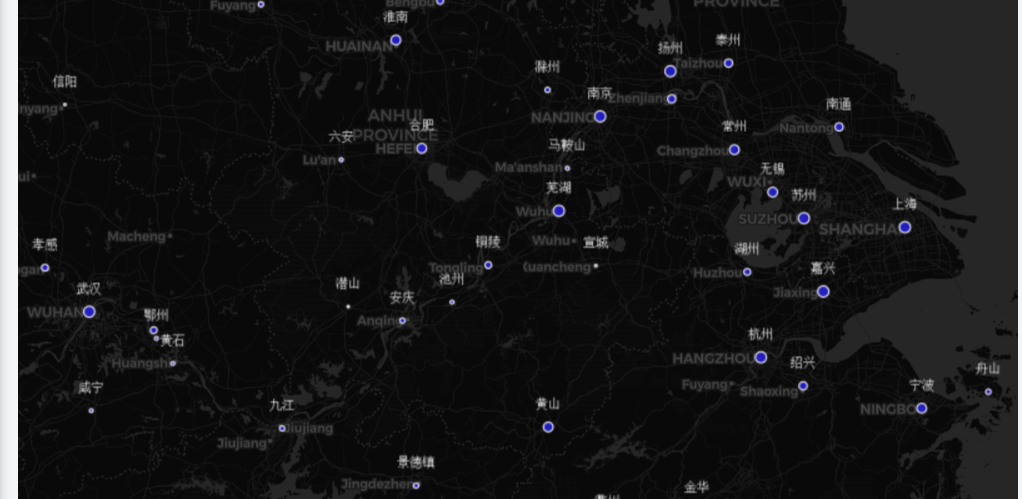 PROVINCE
Fuyang
Bengbu
淮南
HUAINAN
扬州
泰州
Taizhou
信阳
nyang
滁州
Zhenjiang
南京
NANJING
南通
Nantong
ANHUI
PROVINCE
合肥
HEFEI
六安
Lu'an
马鞍山
Ma'anshan
常州
Changzhou
无锡
WUXI
芜湖
Wuhu
苏州
SUZHOU
上海
SHANGHAI
Macheng
孝感
铜陵
Tongling
Wuhu
宣城
Xuancheng
湖州
Huzhou
池州
嘉兴
Jiaxing
潜山
安庆
Anqing
武汉
WUHAN
鄂州
黄石
Huangshi
杭州
HANGZHOU
绍兴
Fuyang
Shaoxing
舟山
宁波
NINGBO
咸宁
九江
Jiujiang
Jiujiang
黄山
景德镇
Jingdezhen
金华